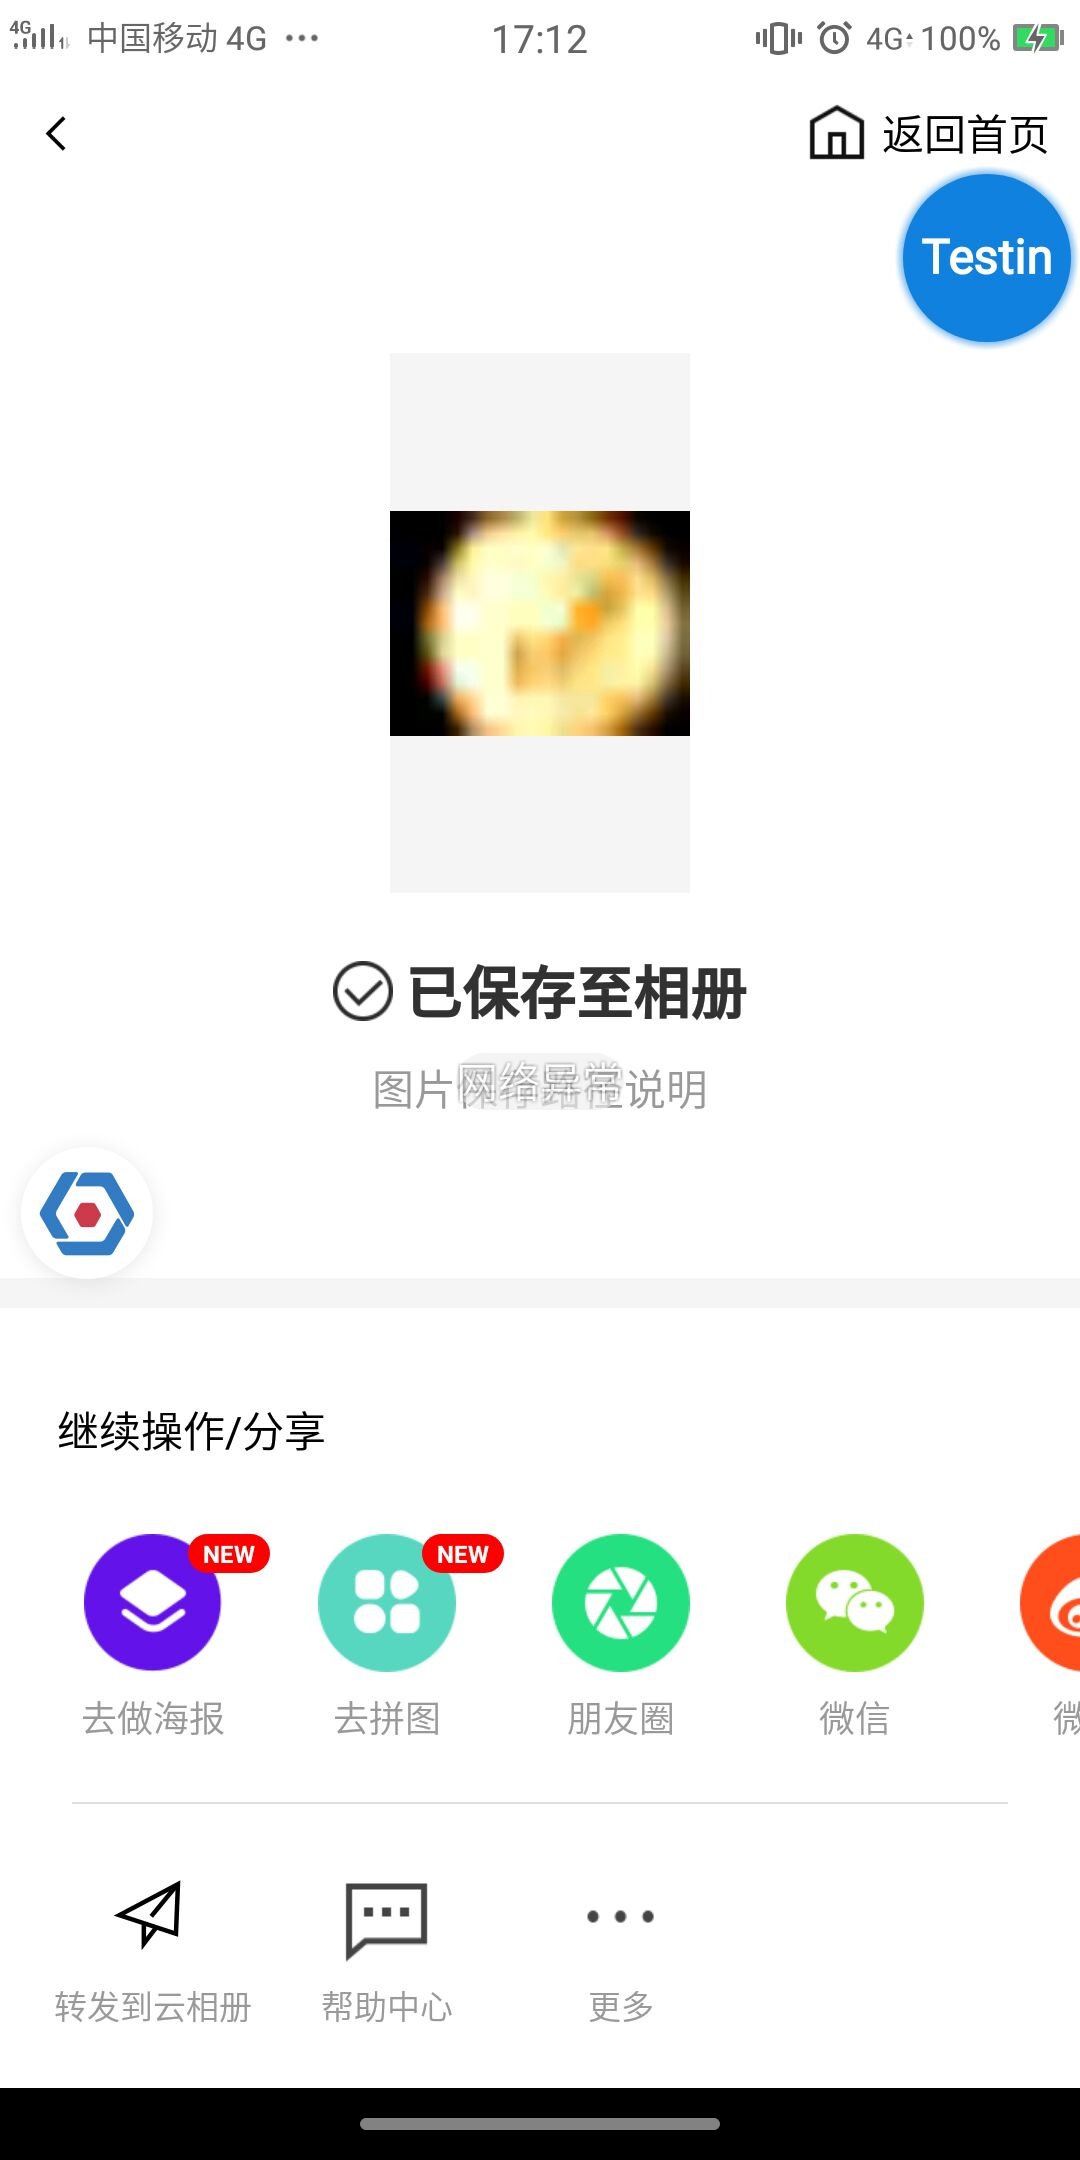 4G 中国移动 4G ... 17:12 4G 100%
返回首页
Testin
已保存至相册
图片保存路径说明
网络异常
继续操作/分享
NEW NEW
去做海报 去拼图 朋友圈 微信 微
转发到云相册 帮助中心 更多